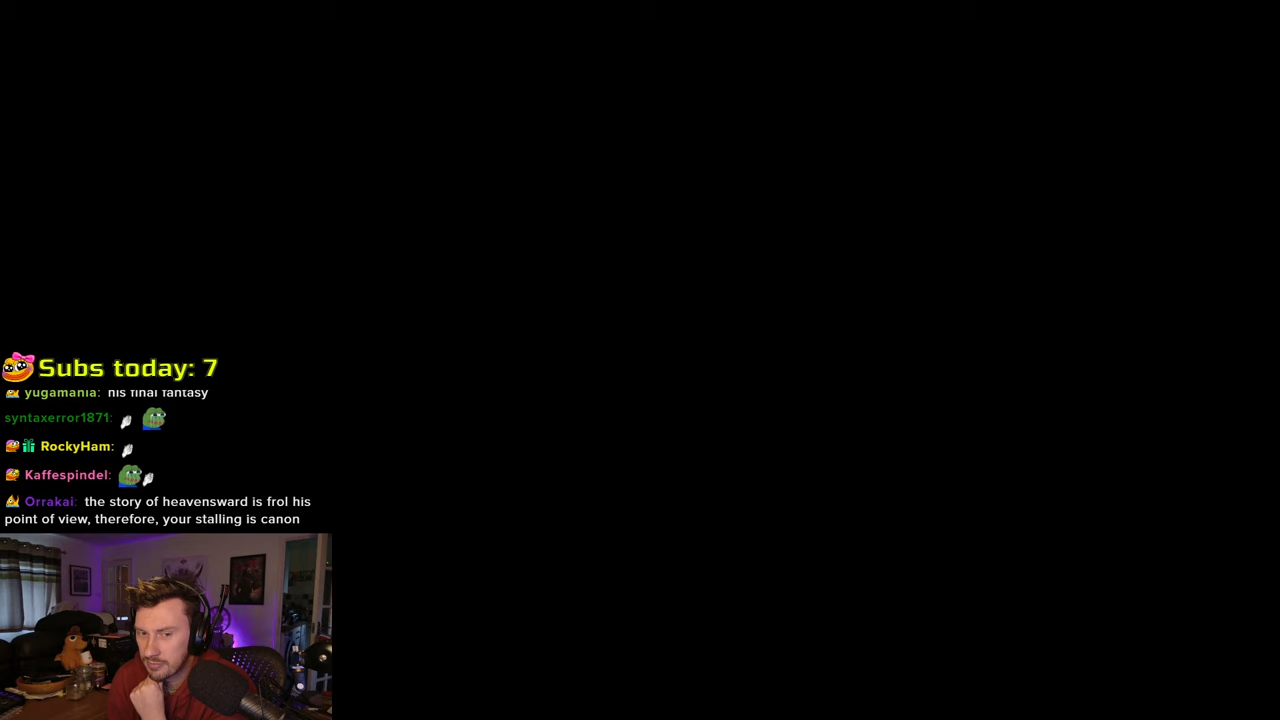 Subs today: 7
yugamania: his final fantasy
syntaxerror1871:
RockyHam:
Kaffespindel:
Orrakai: the story of heavensward is frol his
point of view, therefore, your stalling is canon